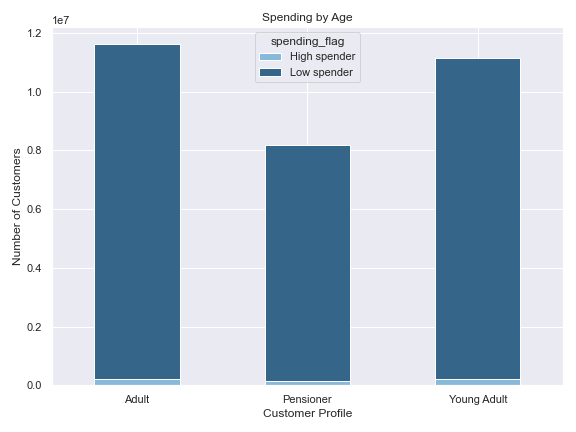 Spending by Age
1e7
spending_flag
High spender
Low spender
1.2
1.0
0.8
0.6
0.4
0.2
0.0
Number of Customers
Adult
Pensioner
Young Adult
Customer Profile